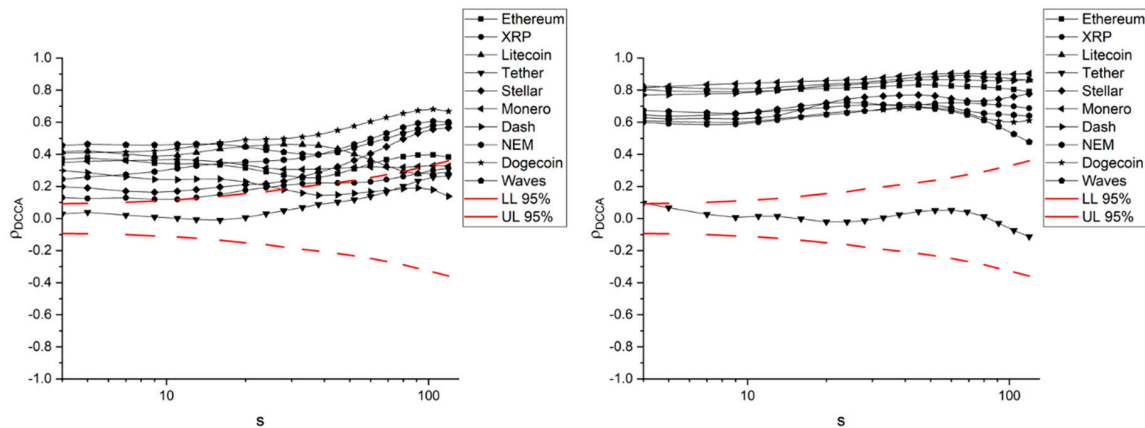 Ethereum
XRP
Litecoin
Tether
Stellar
Monero
Dash
NEM
Dogecoin
Waves
LL 95%
UL 95%
1.0
0.8
0.6
0.4
0.2
0.0
-0.2
-0.4
-0.6
-0.8
-1.0
ρDCCA
10
100
s
Ethereum
XRP
Litecoin
Tether
Stellar
Monero
Dash
NEM
Dogecoin
Waves
LL 95%
UL 95%
1.0
0.8
0.6
0.4
0.2
0.0
-0.2
-0.4
-0.6
-0.8
-1.0
ρDCCA
10
100
s